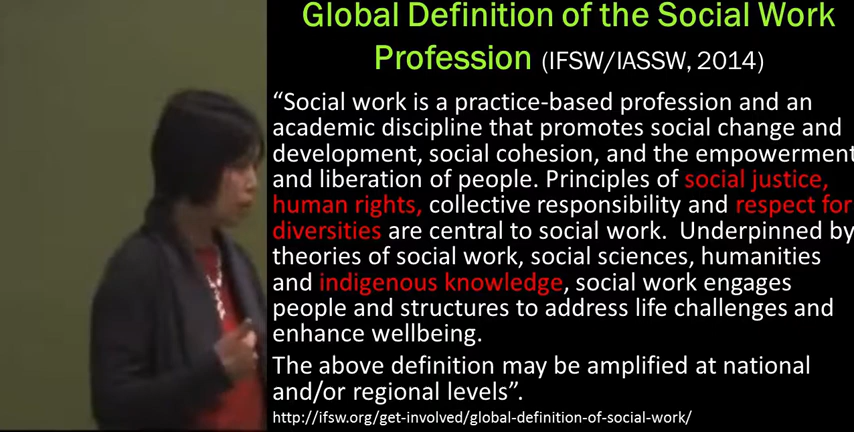 Global Definition of the Social Work
Profession (IFSW/IASSW, 2014)
“Social work is a practice-based profession and an
academic discipline that promotes social change and
development, social cohesion, and the empowerment
and liberation of people. Principles of social justice,
human rights, collective responsibility and respect for
diversities are central to social work. Underpinned by
theories of social work, social sciences, humanities
and indigenous knowledge, social work engages
people and structures to address life challenges and
enhance wellbeing.
The above definition may be amplified at national
and/or regional levels”.
http://ifsw.org/get-involved/global-definition-of-social-work/